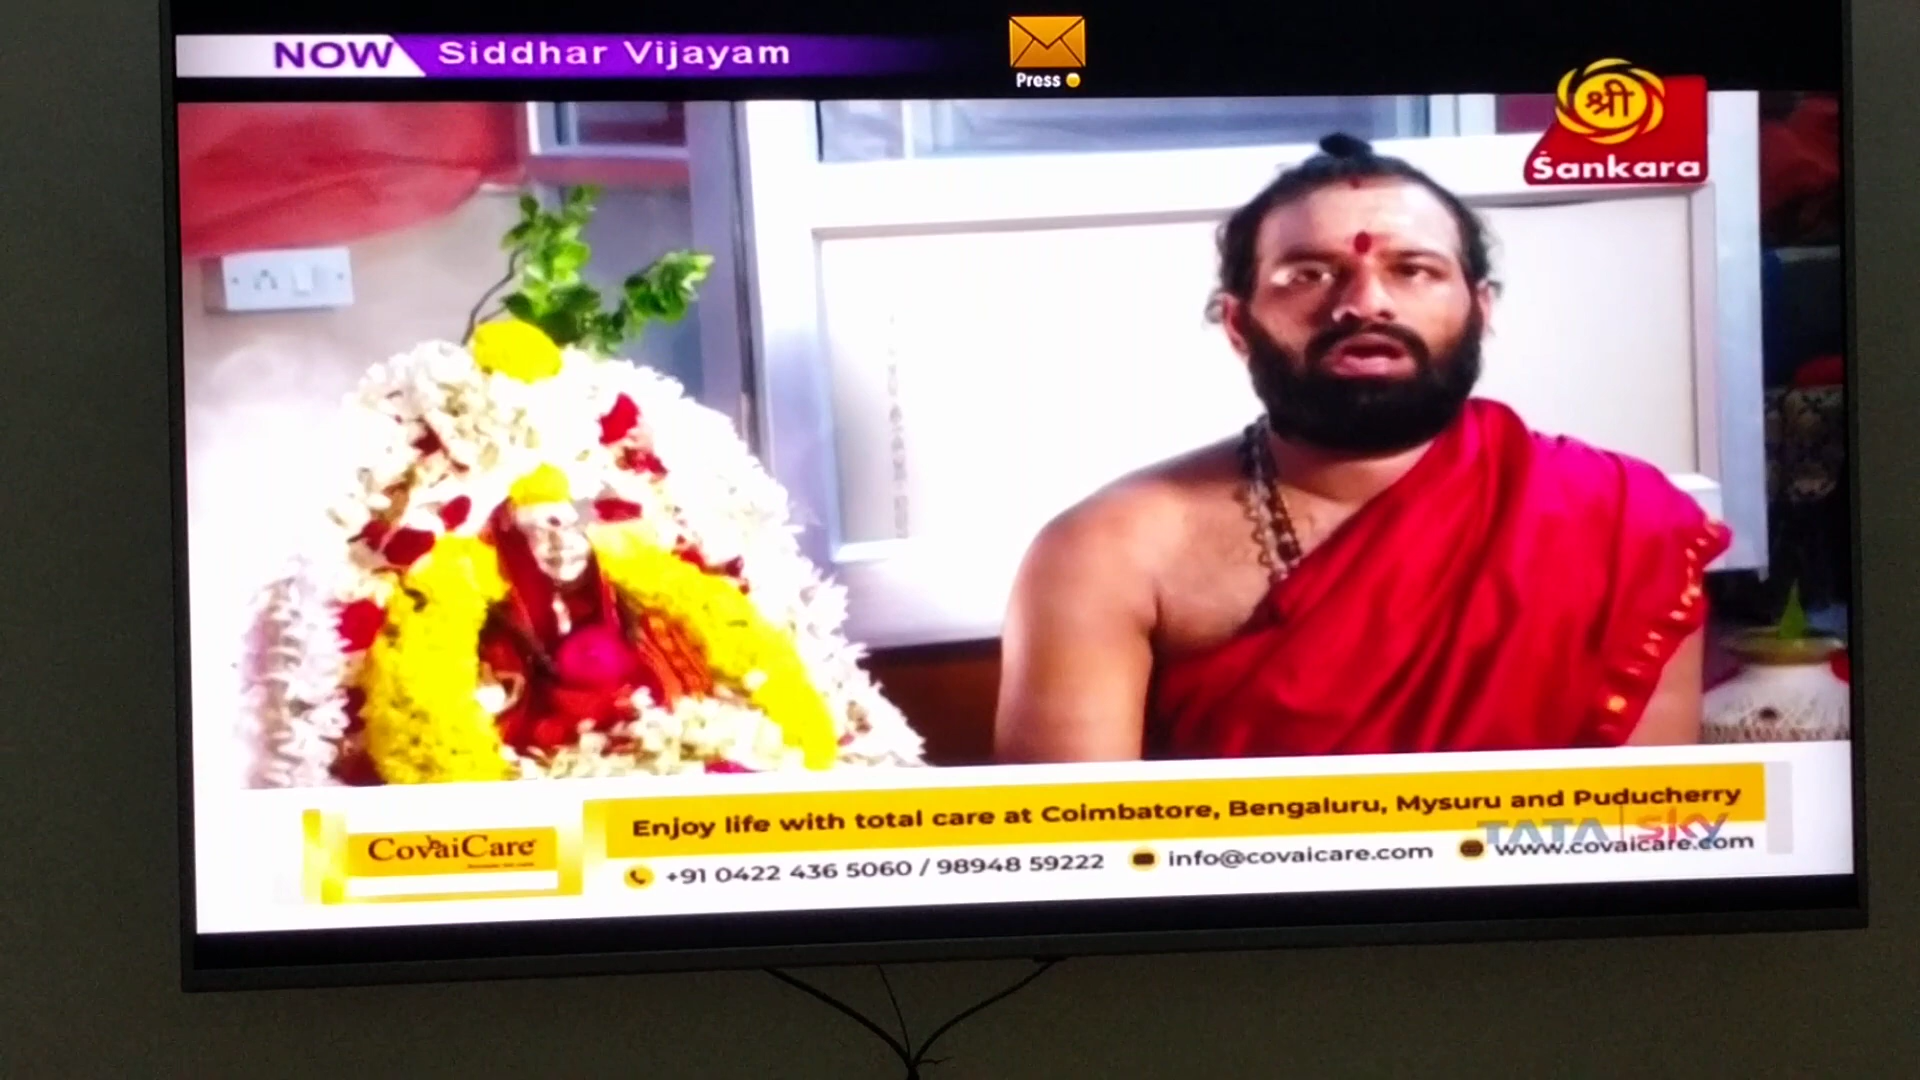 NOW Siddhar Vijayam
Press
श्री
Śankara
Enjoy life with total care at Coimbatore, Bengaluru, Mysuru and Puducherry
CovaiCare
TATA sky
+91 0422 436 5060 / 98948 59222 info@covaicare.com www.covaicare.com